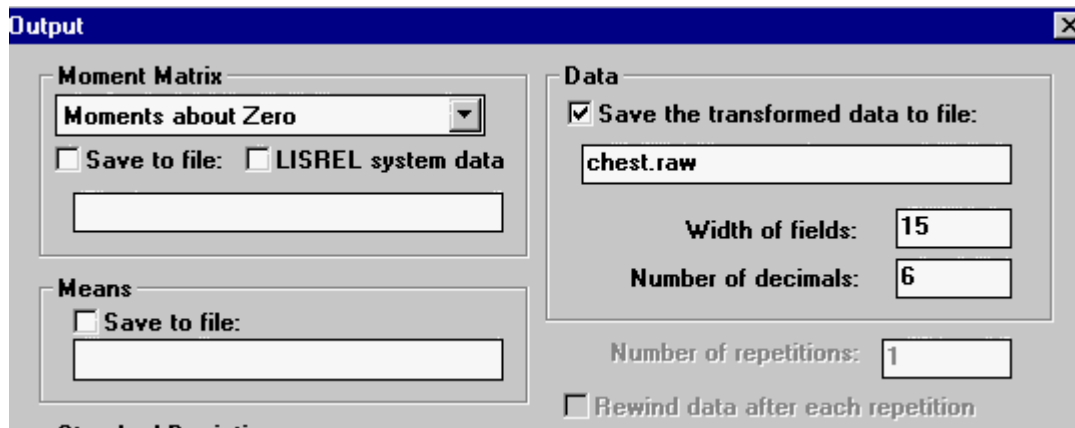 Output
Moment Matrix
Moments about Zero
Save to file: LISREL system data
Means
Save to file:
Data
Save the transformed data to file:
chest.raw
Width of fields: 15
Number of decimals: 6
Number of repetitions: 1
Rewind data after each repetition